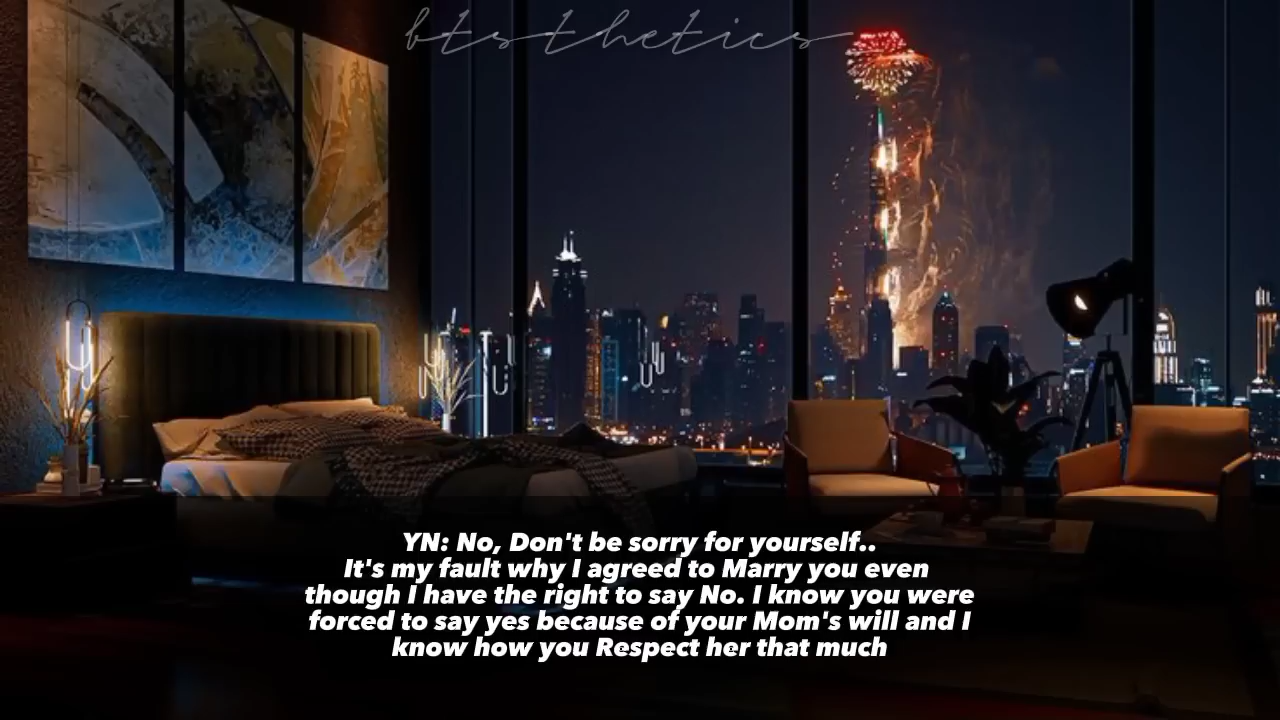 btsthetics
YN: No, Don't be sorry for yourself..
It's my fault why I agreed to Marry you even
though I have the right to say No. I know you were
forced to say yes because of your Mom's will and I
know how you Respect her that much